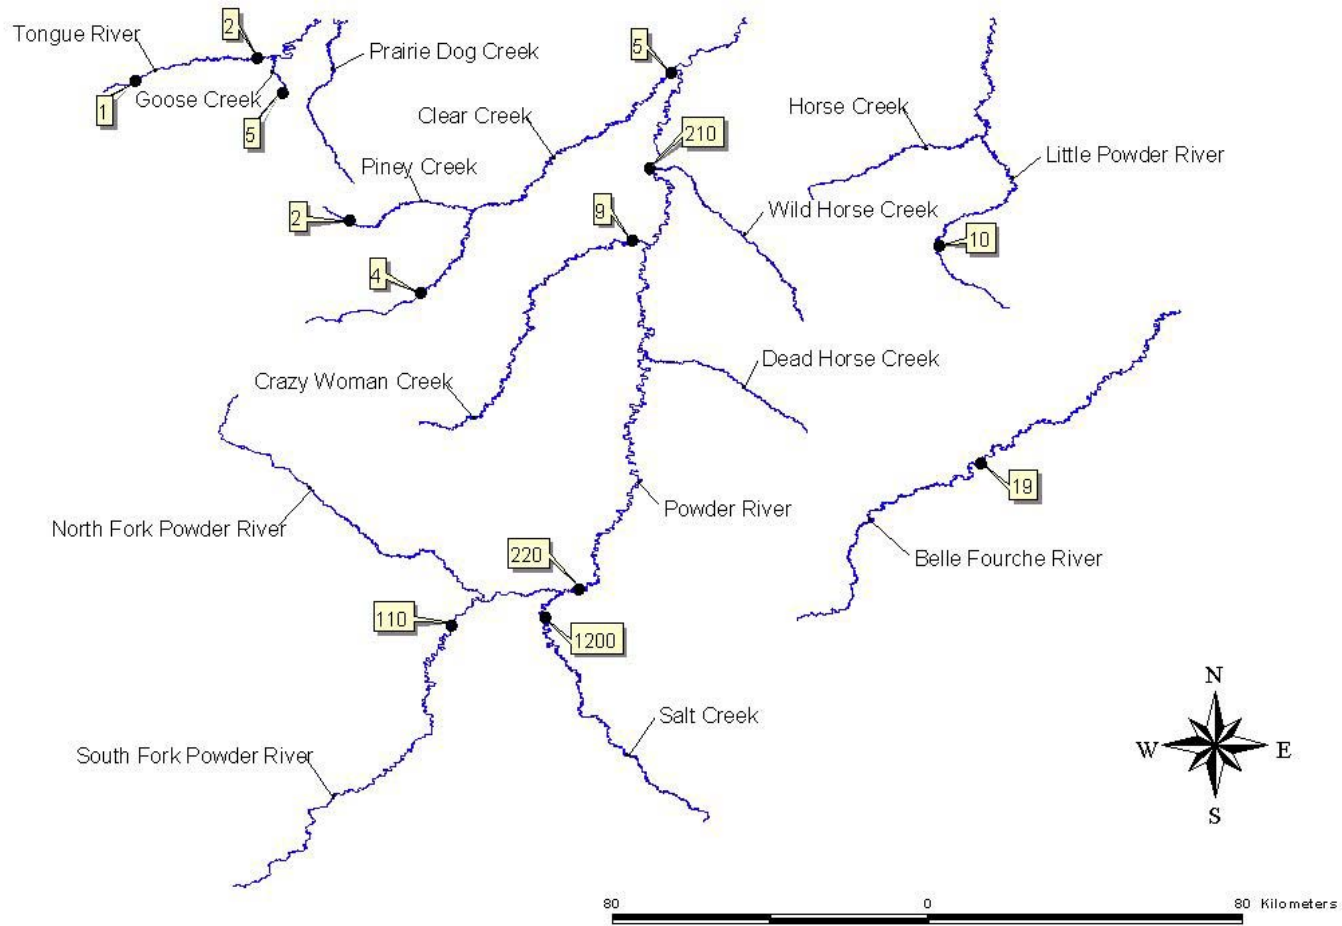 Tongue River
2
Prairie Dog Creek
5
1
Goose Creek
5
Clear Creek
210
Horse Creek
Little Powder River
Piney Creek
2
9
Wild Horse Creek
10
4
Crazy Woman Creek
Dead Horse Creek
19
North Fork Powder River
Powder River
Belle Fourche River
220
110
1200
Salt Creek
South Fork Powder River
N
W
E
S
80 0 80 Kilometers